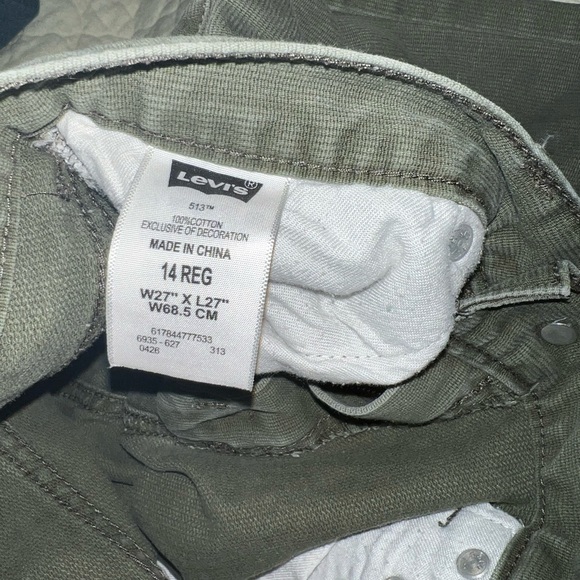 Levi's®
513™
100%COTTON
EXCLUSIVE OF DECORATION
MADE IN CHINA
14 REG
W27" X L27"
W68.5 CM
617844777533
6935 - 627 313
0426